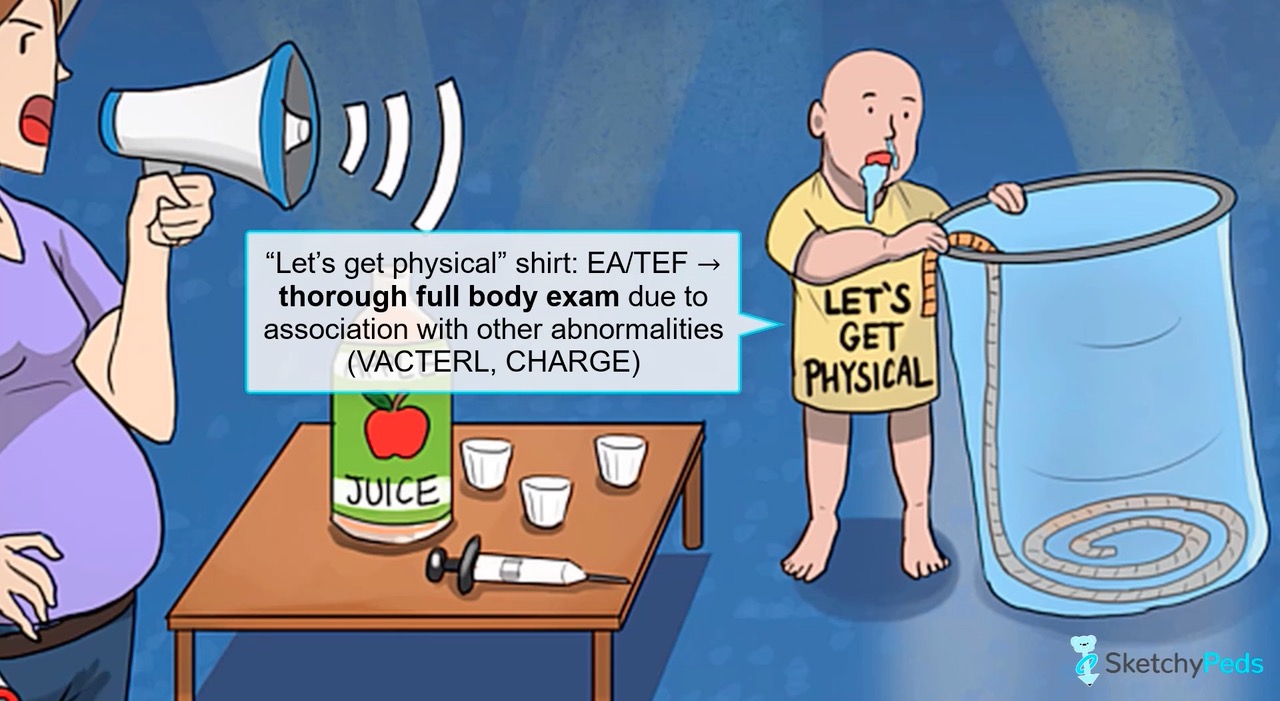 “Let’s get physical” shirt: EA/TEF →
thorough full body exam due to
association with other abnormalities
(VACTERL, CHARGE)
JUICE
LET`S
GET
PHYSICAL
SketchyPeds